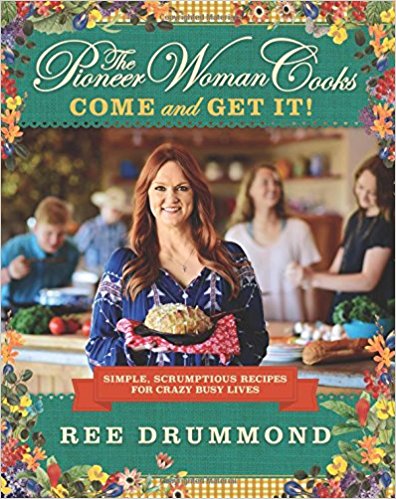 The
Pioneer Woman Cooks
COME and GET IT!
SIMPLE, SCRUMPTIOUS RECIPES
FOR CRAZY BUSY LIVES
REE DRUMMOND